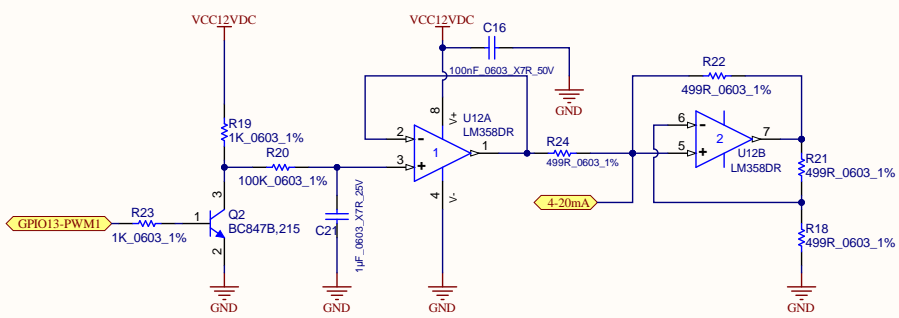 VCC12VDC
VCC12VDC
C16
100nF_0603_X7R_50V
GND
R22
499R_0603_1%
R19
1K_0603_1%
8
V+
U12A
LM358DR
2
1
1
3
4
V-
R24
499R_0603_1%
6
5
2
7
U12B
LM358DR
R21
499R_0603_1%
R20
100K_0603_1%
3
Q2
BC847B,215
1
2
GPIO13-PWM1
R23
1K_0603_1%
C21
1µF_0603_X7R_25V
4-20mA
R18
499R_0603_1%
GND
GND
GND
GND